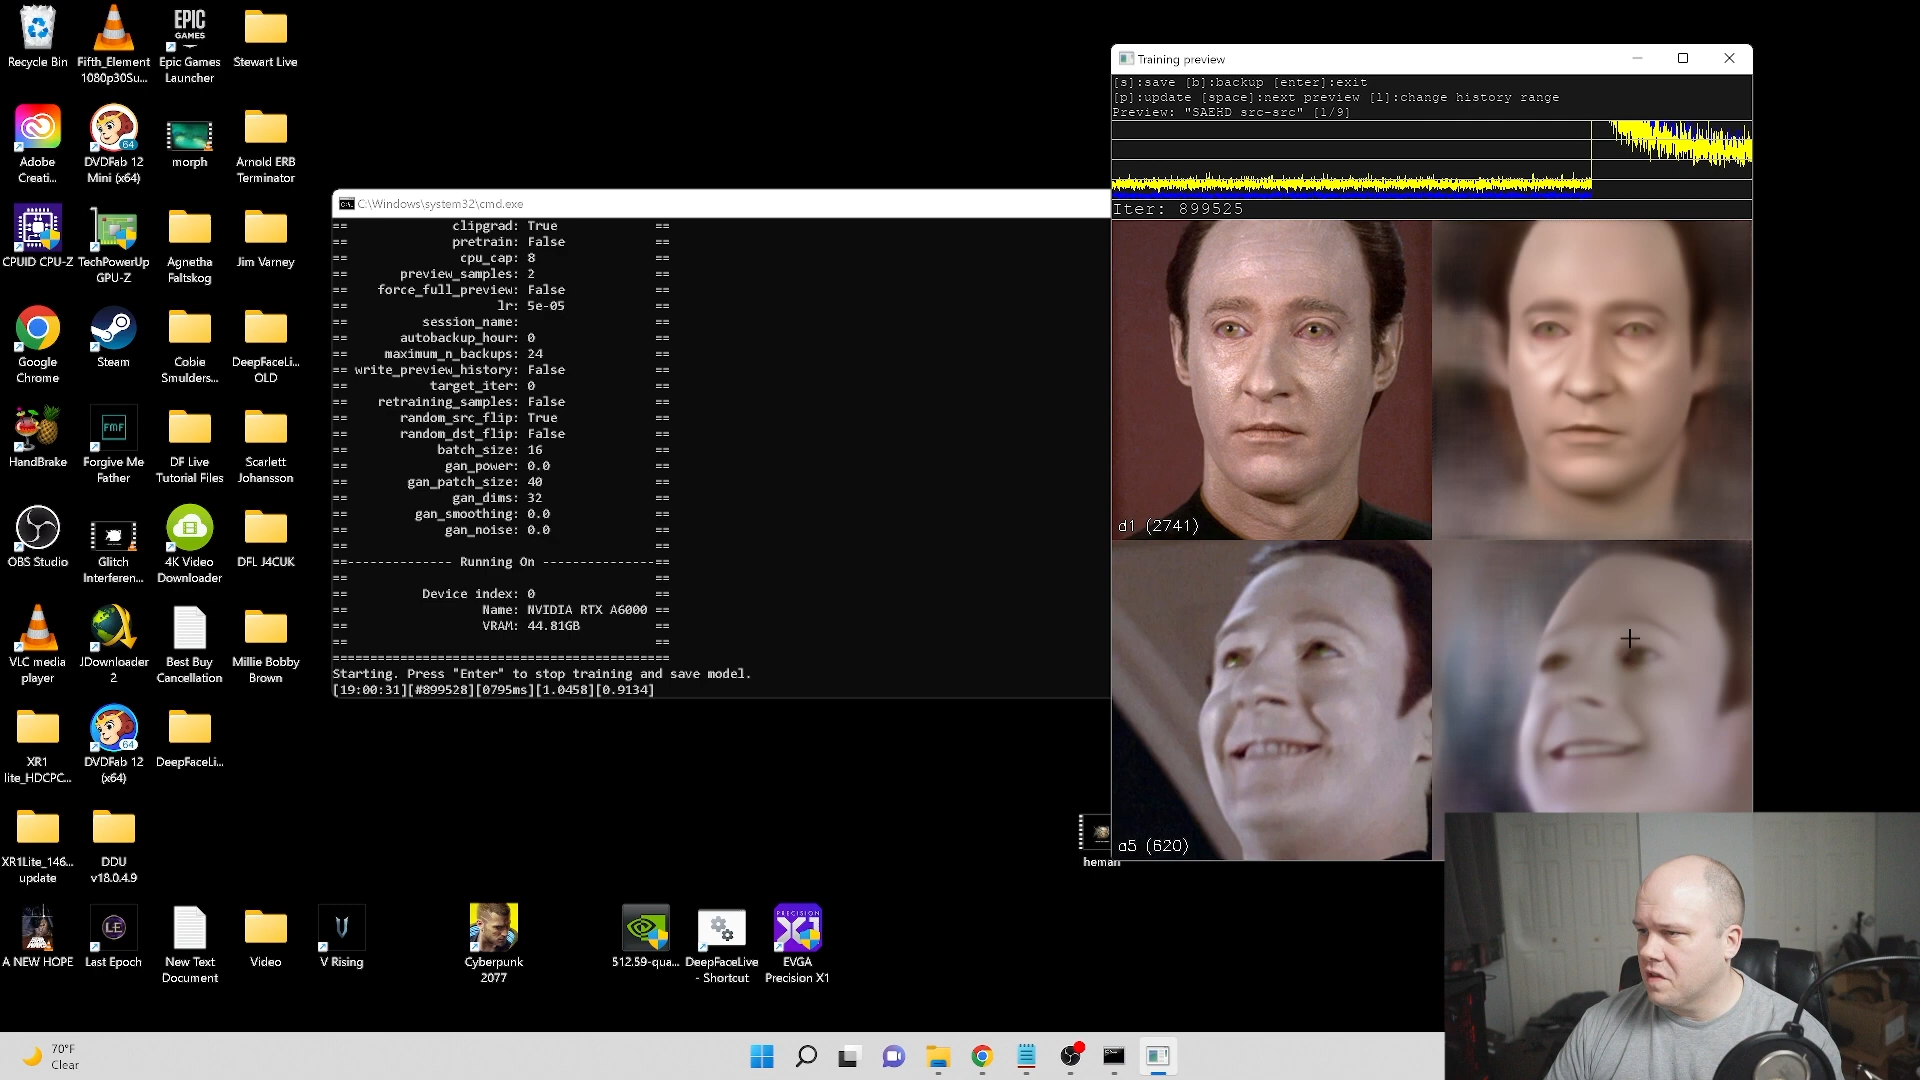 Recycle Bin
Fifth_Element 1080p30Su...
Epic Games Launcher
EPIC GAMES
Stewart Live
Adobe Creati...
DVDFab 12 Mini (x64)
64
morph
Arnold ERB Terminator
CPUID CPU-Z
TechPowerUp GPU-Z
Agnetha Faltskog
Jim Varney
Google Chrome
Steam
Cobie Smulders...
DeepFaceLi... OLD
HandBrake
FMF
Forgive Me Father
DF Live Tutorial Files
Scarlett Johansson
OBS Studio
Glitch Interferen...
4K Video Downloader
DFL J4CUK
VLC media player
JDownloader 2
Best Buy Cancellation
Millie Bobby Brown
XR1 lite_HDCPC...
64
DVDFab 12 (x64)
DeepFaceLi...
XR1Lite_146... update
DDU v18.0.4.9
A NEW HOPE
LE
Last Epoch
New Text Document
Video
V Rising
Cyberpunk 2077
512.59-qua...
DeepFaceLive - Shortcut
PRECISION
X1
EVGA Precision X1
heman
C:\Windows\system32\cmd.exe
== clipgrad: True ==
== pretrain: False ==
== cpu_cap: 8 ==
== preview_samples: 2 ==
== force_full_preview: False ==
== lr: 5e-05 ==
== session_name: ==
== autobackup_hour: 0 ==
== maximum_n_backups: 24 ==
== write_preview_history: False ==
== target_iter: 0 ==
== retraining_samples: False ==
== random_src_flip: True ==
== random_dst_flip: False ==
== batch_size: 16 ==
== gan_power: 0.0 ==
== gan_patch_size: 40 ==
== gan_dims: 32 ==
== gan_smoothing: 0.0 ==
== gan_noise: 0.0 ==
== ==
==-------------- Running On ---------------==
== ==
== Device index: 0 ==
== Name: NVIDIA RTX A6000 ==
== VRAM: 44.81GB ==
== ==
=============================================
Starting. Press "Enter" to stop training and save model.
[19:00:31][#899528][0795ms][1.0458][0.9134]
Training preview
[s]:save [b]:backup [enter]:exit
[p]:update [space]:next preview [l]:change history range
Preview: "SAEHD src-src" [1/9]
Iter: 899525
d1 (2741)
a5 (620)
70°F
Clear